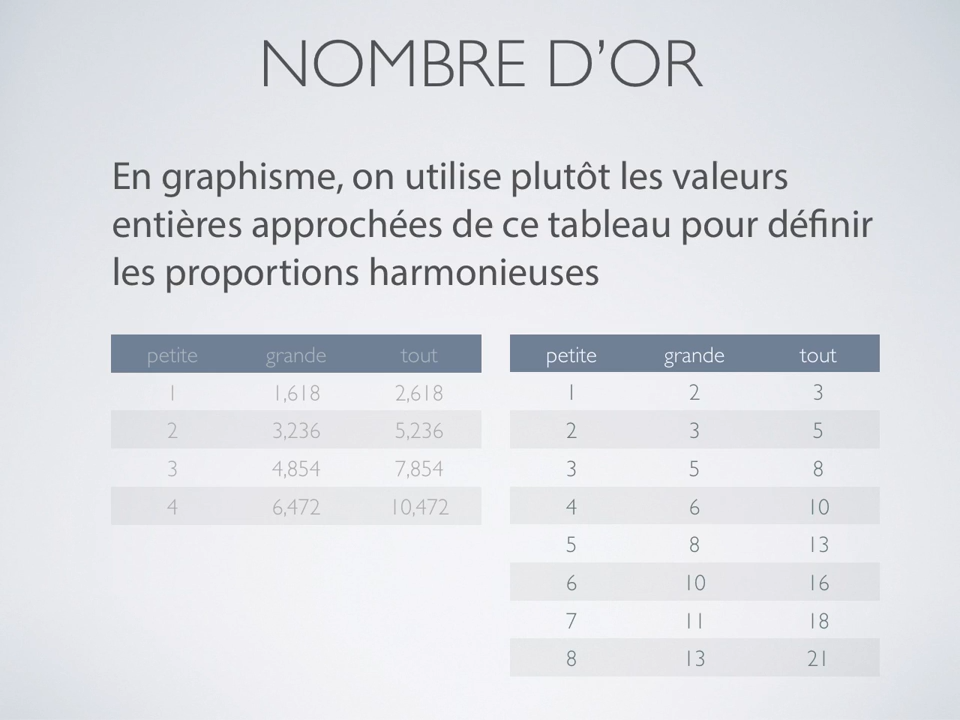 NOMBRE D’OR
En graphisme, on utilise plutôt les valeurs
entières approchées de ce tableau pour définir
les proportions harmonieuses
petite grande tout
1 1,618 2,618
2 3,236 5,236
3 4,854 7,854
4 6,472 10,472
petite grande tout
1 2 3
2 3 5
3 5 8
4 6 10
5 8 13
6 10 16
7 11 18
8 13 21